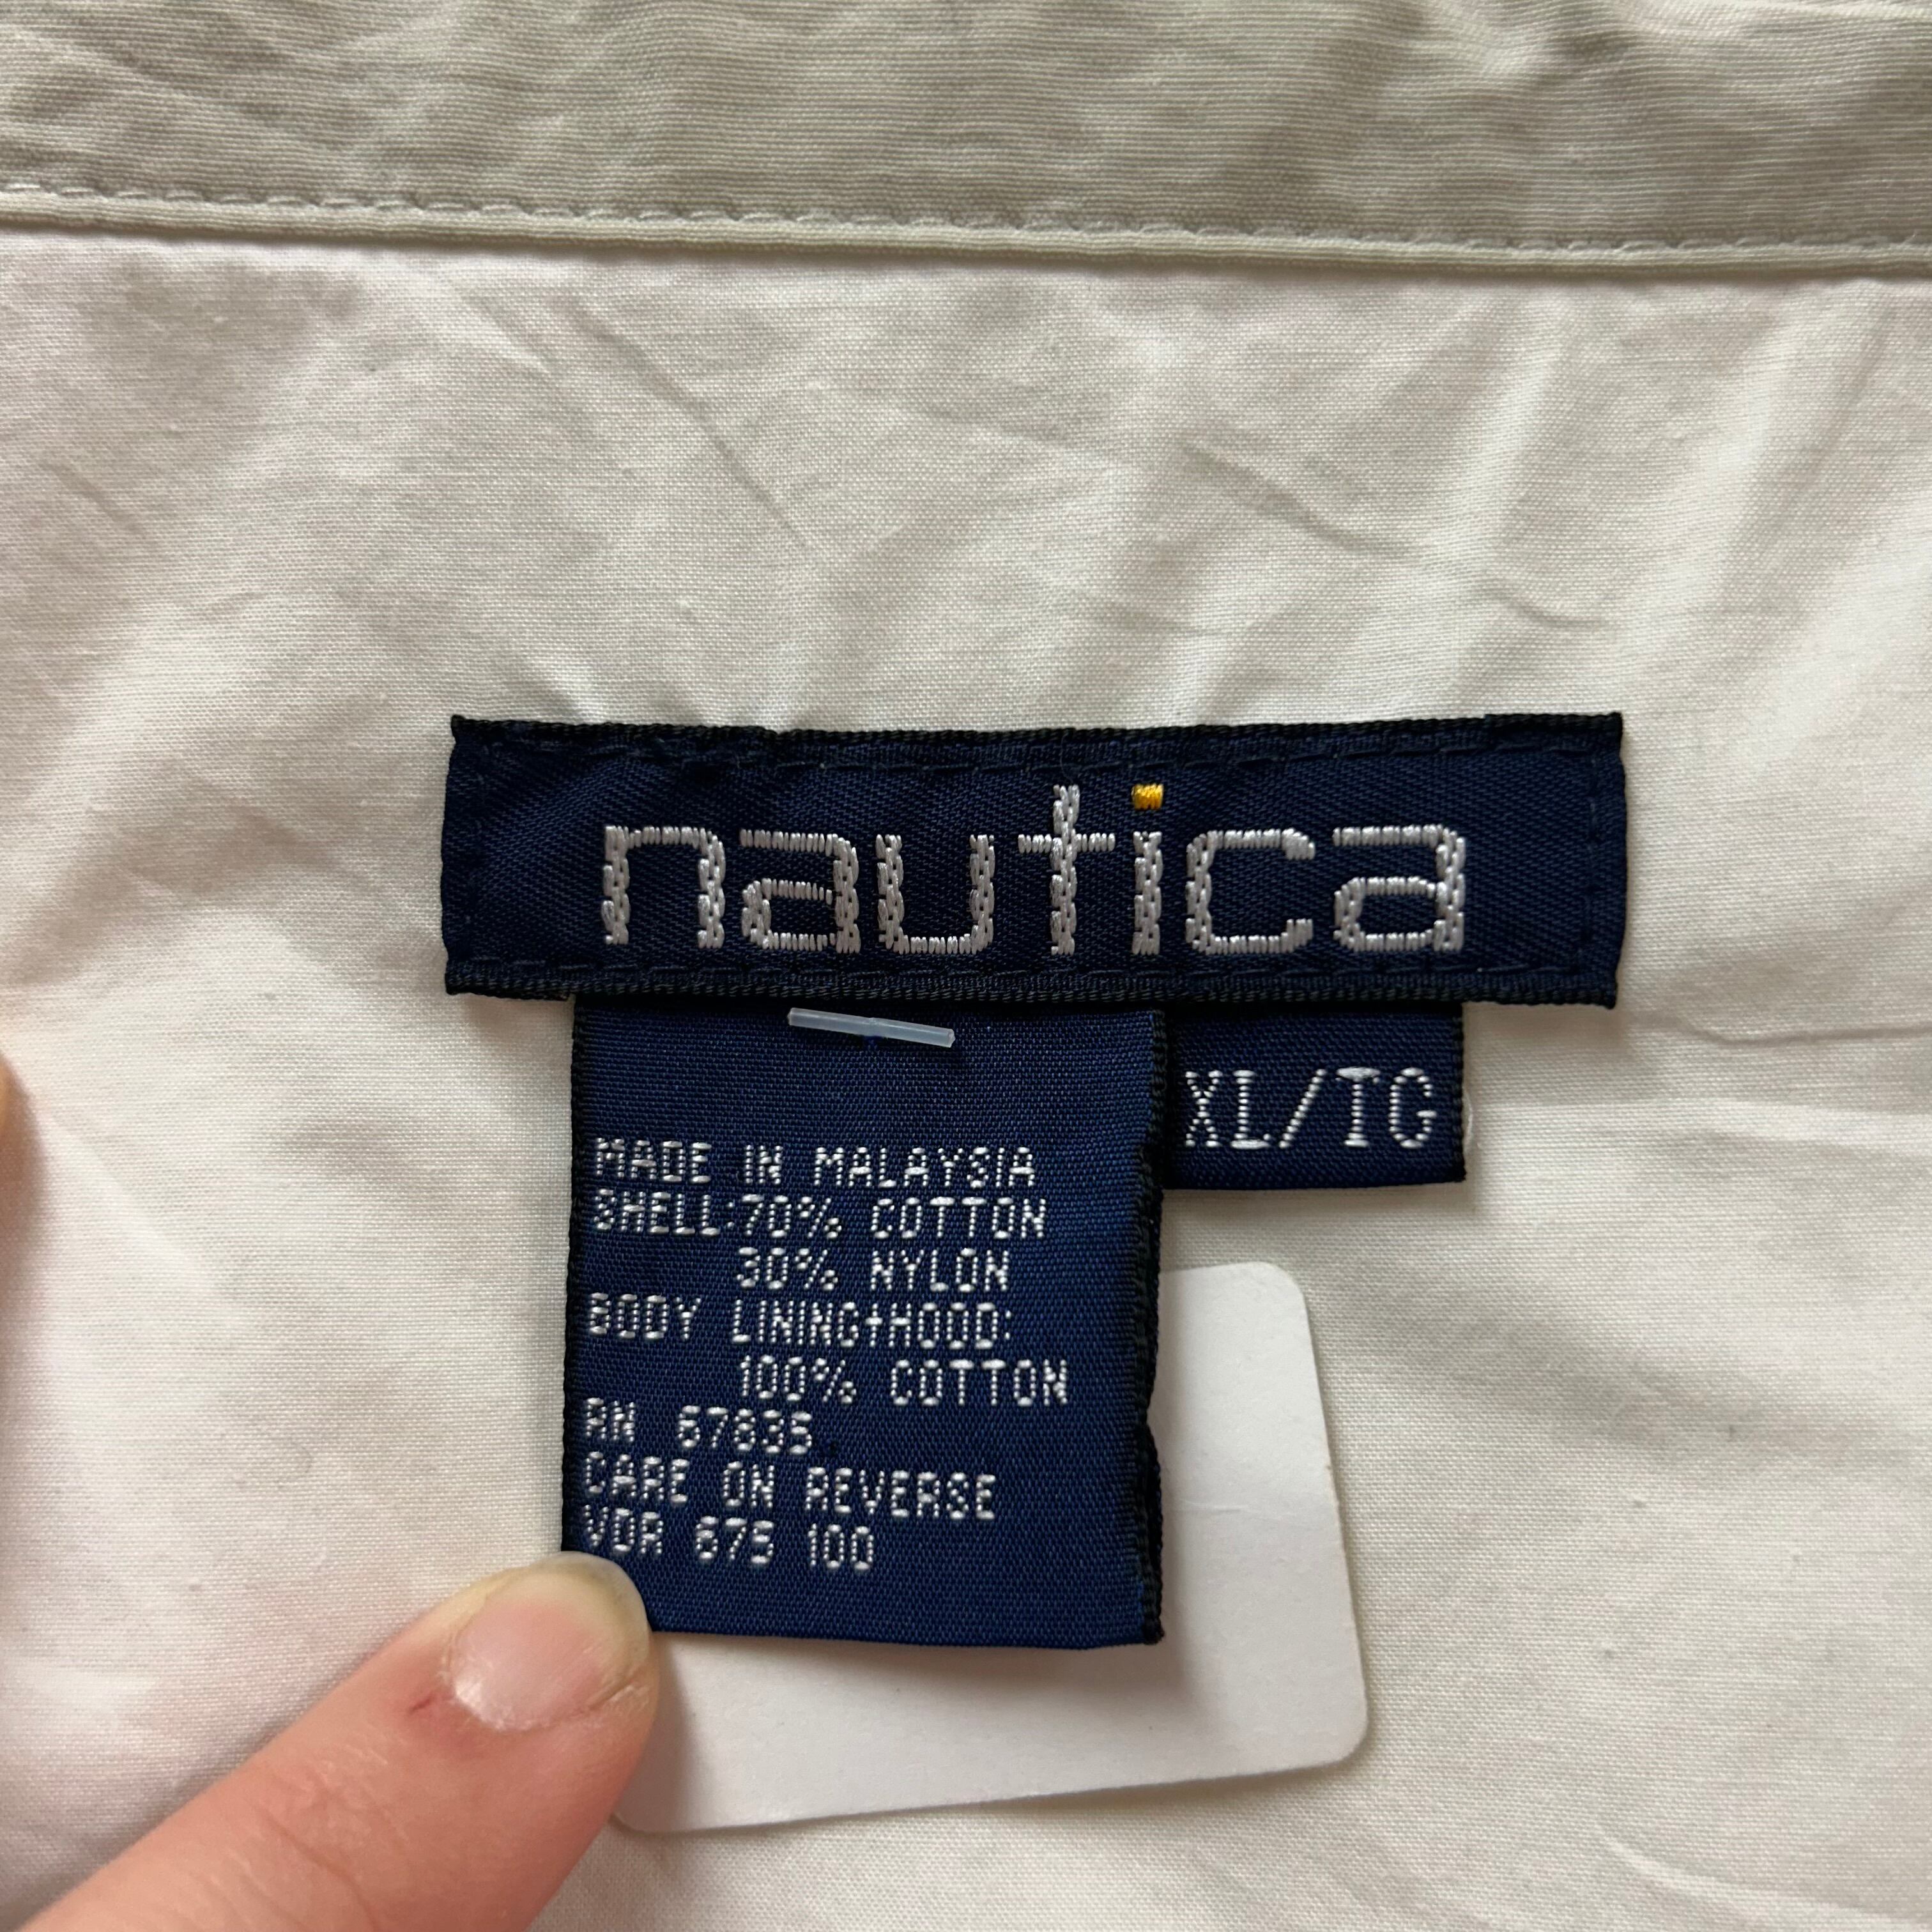 nautica
XL/TG
MADE IN MALAYSIA
SHELL:70% COTTON
30% NYLON
BODY LINING+HOOD:
100% COTTON
RN 67835
CARE ON REVERSE
VDR 675 100